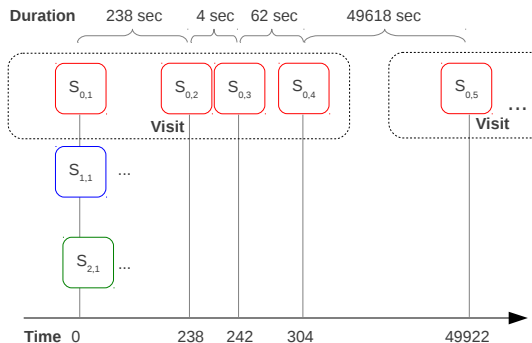 Duration 238 sec 4 sec 62 sec 49618 sec
S0,1 S0,2 S0,3 S0,4 S0,5 ...
Visit Visit
S1,1 ...
S2,1 ...
Time 0 238 242 304 49922